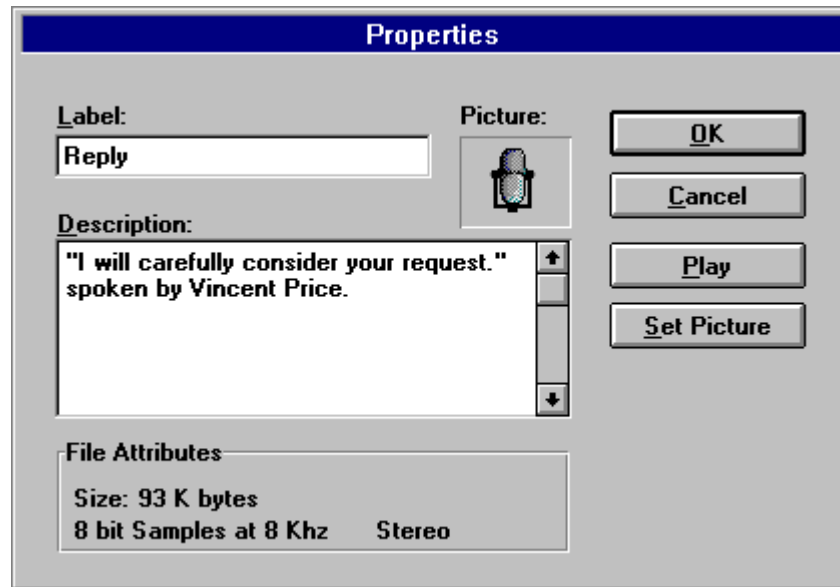 Properties
Label:
Reply
Picture:
OK
Cancel
Description:
"I will carefully consider your request."
spoken by Vincent Price.
Play
Set Picture
File Attributes
Size: 93 K bytes
8 bit Samples at 8 Khz Stereo